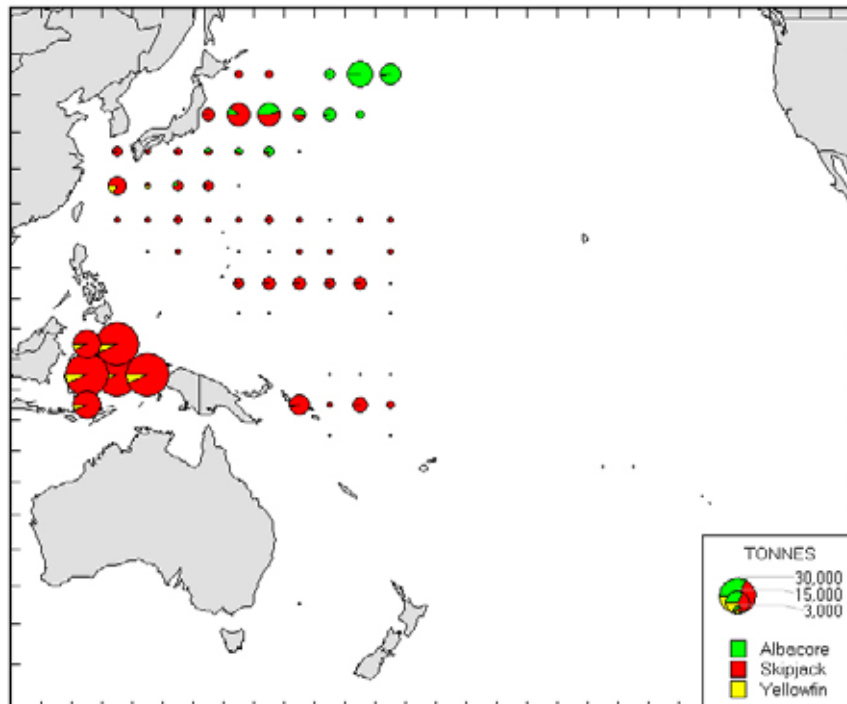 TONNES
30,000
15,000
3,000
Albacore
Skipjack
Yellowfin